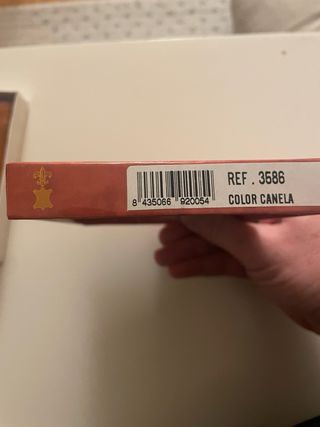 REF . 3586
COLOR CANELA
8 435066 920054